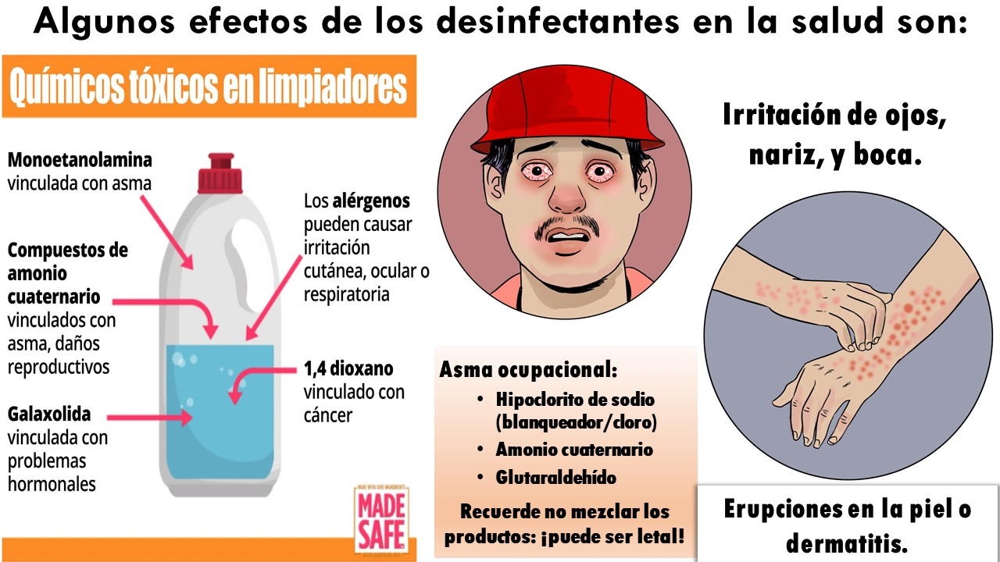 Algunos efectos de los desinfectantes en la salud son:
Químicos tóxicos en limpiadores
Monoetanolamina
vinculada con asma
Compuestos de
amonio
cuaternario
vinculados con
asma, daños
reproductivos
Galaxolida
vinculada con
problemas
hormonales
Los alérgenos
pueden causar
irritación
cutánea, ocular o
respiratoria
1,4 dioxano
vinculado con
cáncer
MADE WITH SAFE INGREDIENTS
MADE
SAFE
Asma ocupacional:
• Hipoclorito de sodio
(blanqueador/cloro)
• Amonio cuaternario
• Glutaraldehído
Recuerde no mezclar los
productos: ¡puede ser letal!
Irritación de ojos,
nariz, y boca.
Erupciones en la piel o
dermatitis.